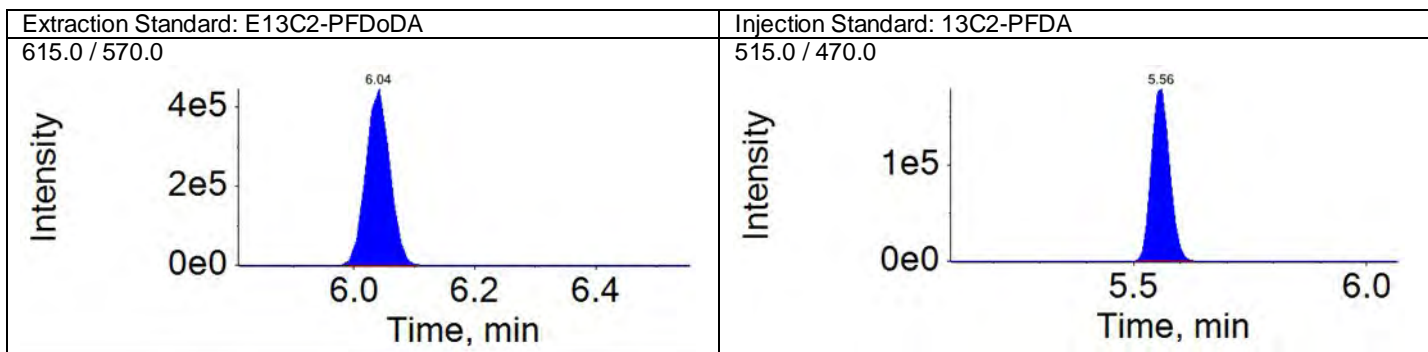 Extraction Standard: E13C2-PFDoDA
615.0 / 570.0
6.04
Intensity
4e5
2e5
0e0
6.0 6.2 6.4
Time, min
Injection Standard: 13C2-PFDA
515.0 / 470.0
5.56
Intensity
1e5
0e0
5.5 6.0
Time, min